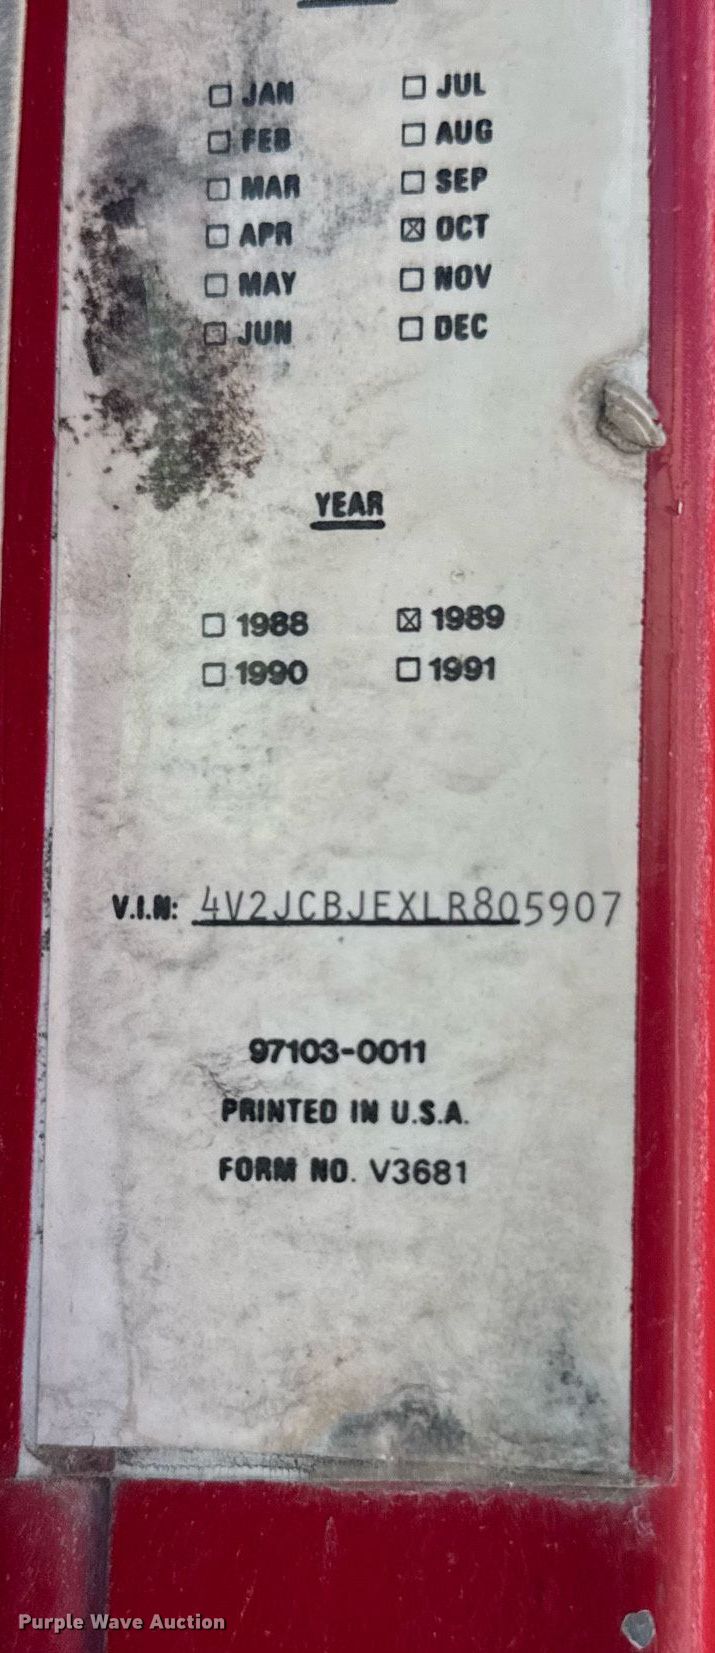 ☐ JAN ☐ JUL
☐ FEB ☐ AUG
☐ MAR ☐ SEP
☐ APR ☒ OCT
☐ MAY ☐ NOV
☐ JUN ☐ DEC
YEAR
☐ 1988 ☒ 1989
☐ 1990 ☐ 1991
V.I.N: 4V2JCBJEXLR805907
97103-0011
PRINTED IN U.S.A.
FORM NO. V3681
Purple Wave Auction